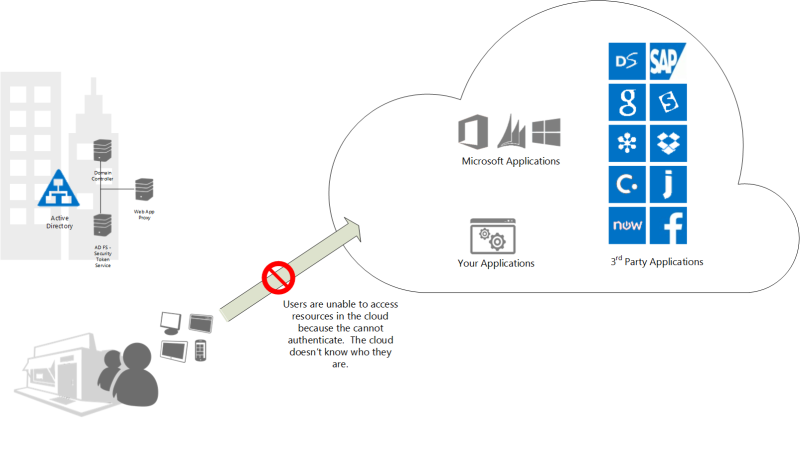 DS
SAP
g
Microsoft Applications
Domain
Controller
Active
Directory
Web App
Proxy
AD FS –
Security
Token
Service
C.
j
now
f
Your Applications
3rd Party Applications
Users are unable to access
resources in the cloud
because the cannot
authenticate.  The cloud
doesn't know who they
are.